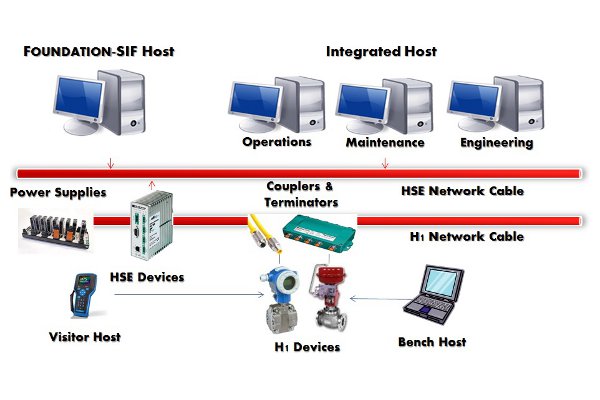 FOUNDATION-SIF Host
Integrated Host
Operations
Maintenance
Engineering
HSE Network Cable
Power Supplies
Couplers &
Terminators
H1 Network Cable
HSE Devices
Visitor Host
H1 Devices
Bench Host